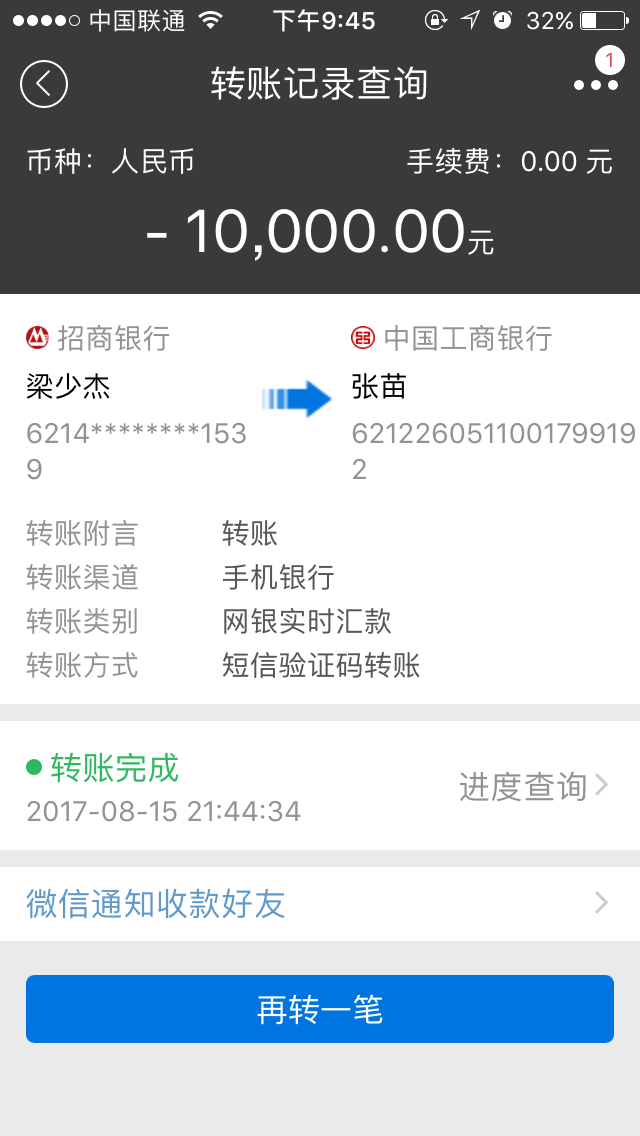 中国联通 下午9:45 32%
转账记录查询 1
币种：人民币 手续费：0.00 元
- 10,000.00元
招商银行 中国工商银行
梁少杰 张苗
6214********153 621226051100179919
9 2
转账附言 转账
转账渠道 手机银行
转账类别 网银实时汇款
转账方式 短信验证码转账
转账完成
2017-08-15 21:44:34 进度查询
微信通知收款好友
再转一笔